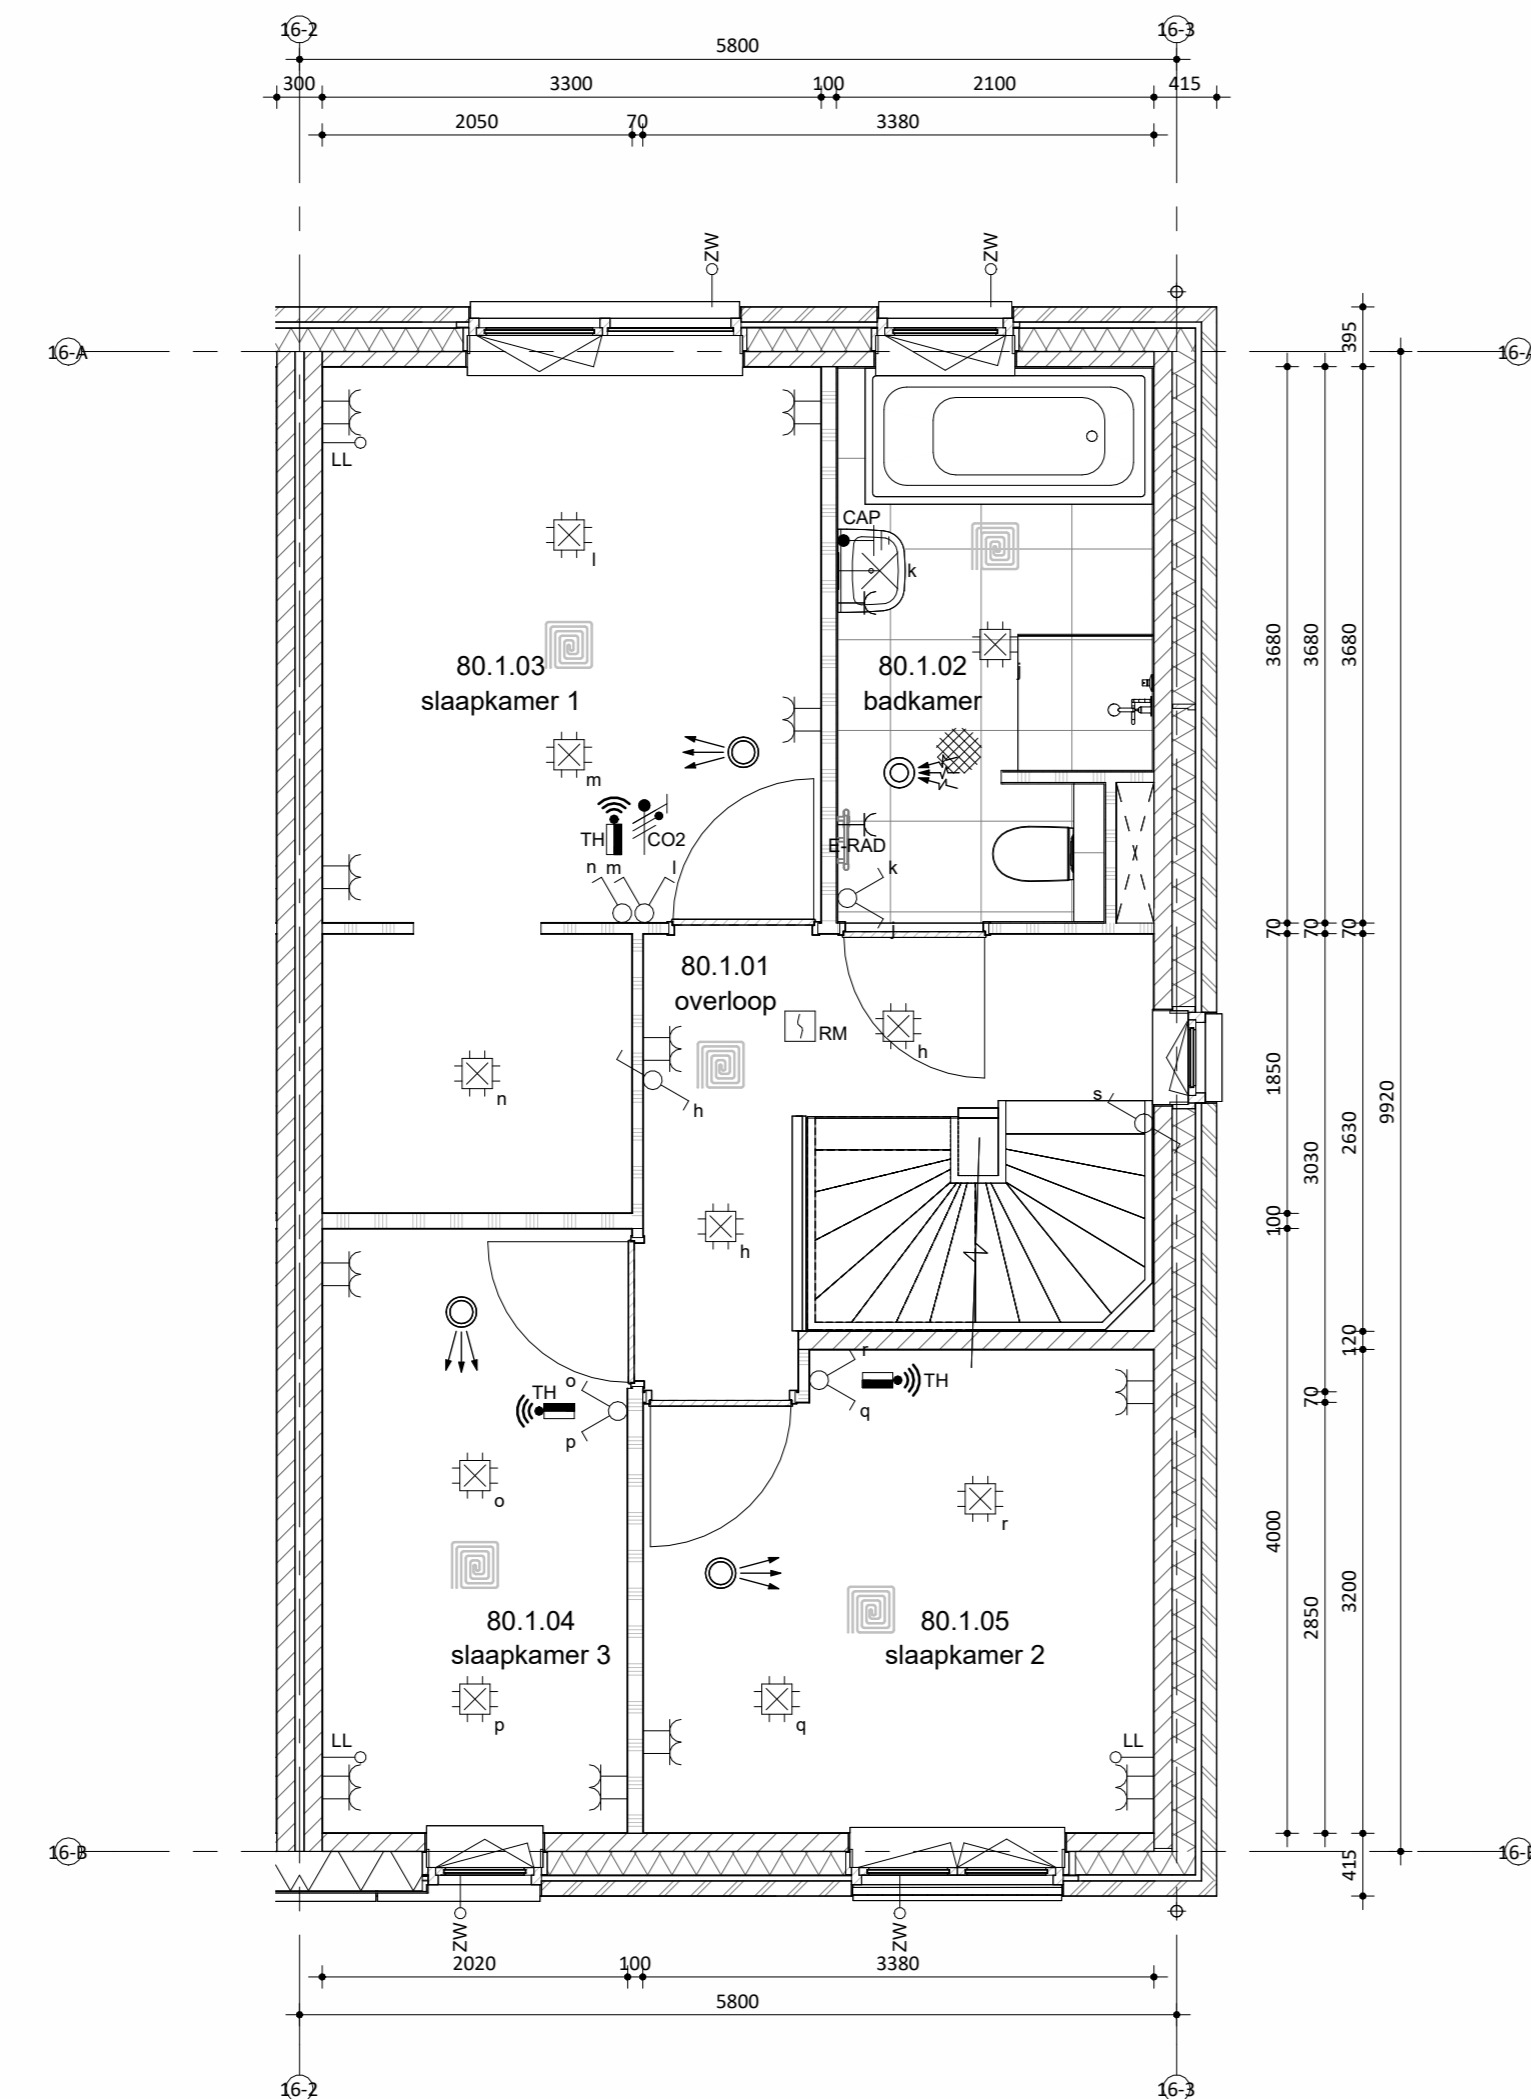 16-2 16-3
5800
300 3300 100 2100 415
2050 70 3380
ZW ZW
16-A 16-A
395
LL
CAP
l
k
3680 3680 3680
80.1.03
slaapkamer 1
80.1.02
badkamer
j
m
TH CO2
E-RAD
n m l
k
j
70 70 70
80.1.01
overloop
RM
h
n
h
s
1850
9920
2630
3030
100
h
120
r
TH
q
70
TH
o
p
o
r
4000
3200
2850
80.1.04
slaapkamer 3
80.1.05
slaapkamer 2
p
q
LL LL
16-B 16-B
415
ZW ZW
2020 100 3380
5800
16-2 16-3